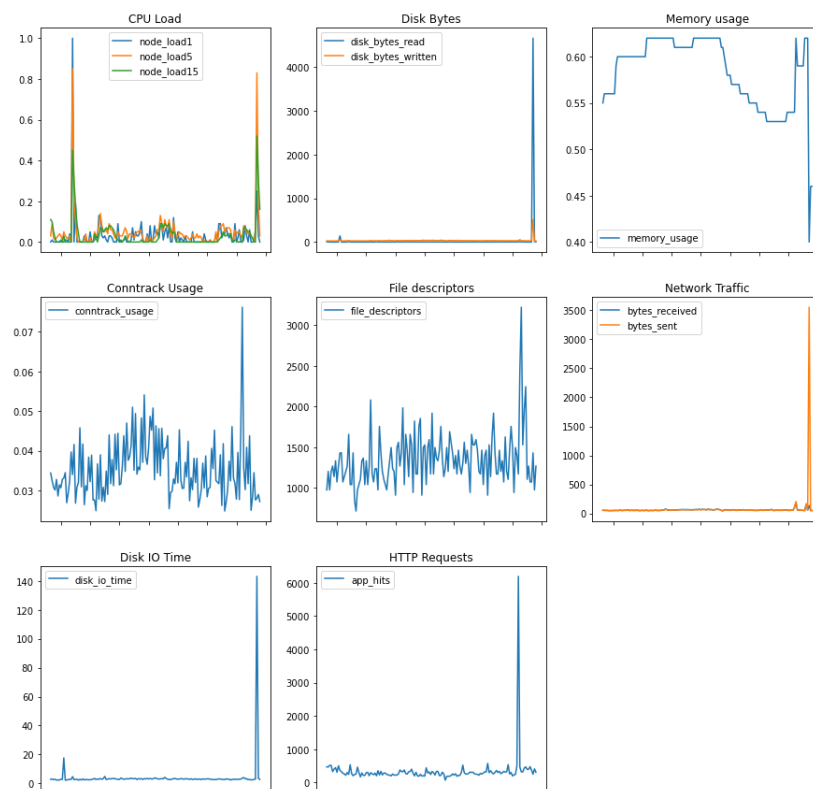 CPU Load
1.0
0.8
0.6
0.4
0.2
0.0
node_load1
node_load5
node_load15
Disk Bytes
4000
3000
2000
1000
0
disk_bytes_read
disk_bytes_written
Memory usage
0.60
0.55
0.50
0.45
0.40
memory_usage
Conntrack Usage
0.07
0.06
0.05
0.04
0.03
conntrack_usage
File descriptors
3000
2500
2000
1500
1000
file_descriptors
Network Traffic
3500
3000
2500
2000
1500
1000
500
0
bytes_received
bytes_sent
Disk IO Time
140
120
100
80
60
40
20
0
disk_io_time
HTTP Requests
6000
5000
4000
3000
2000
1000
0
app_hits